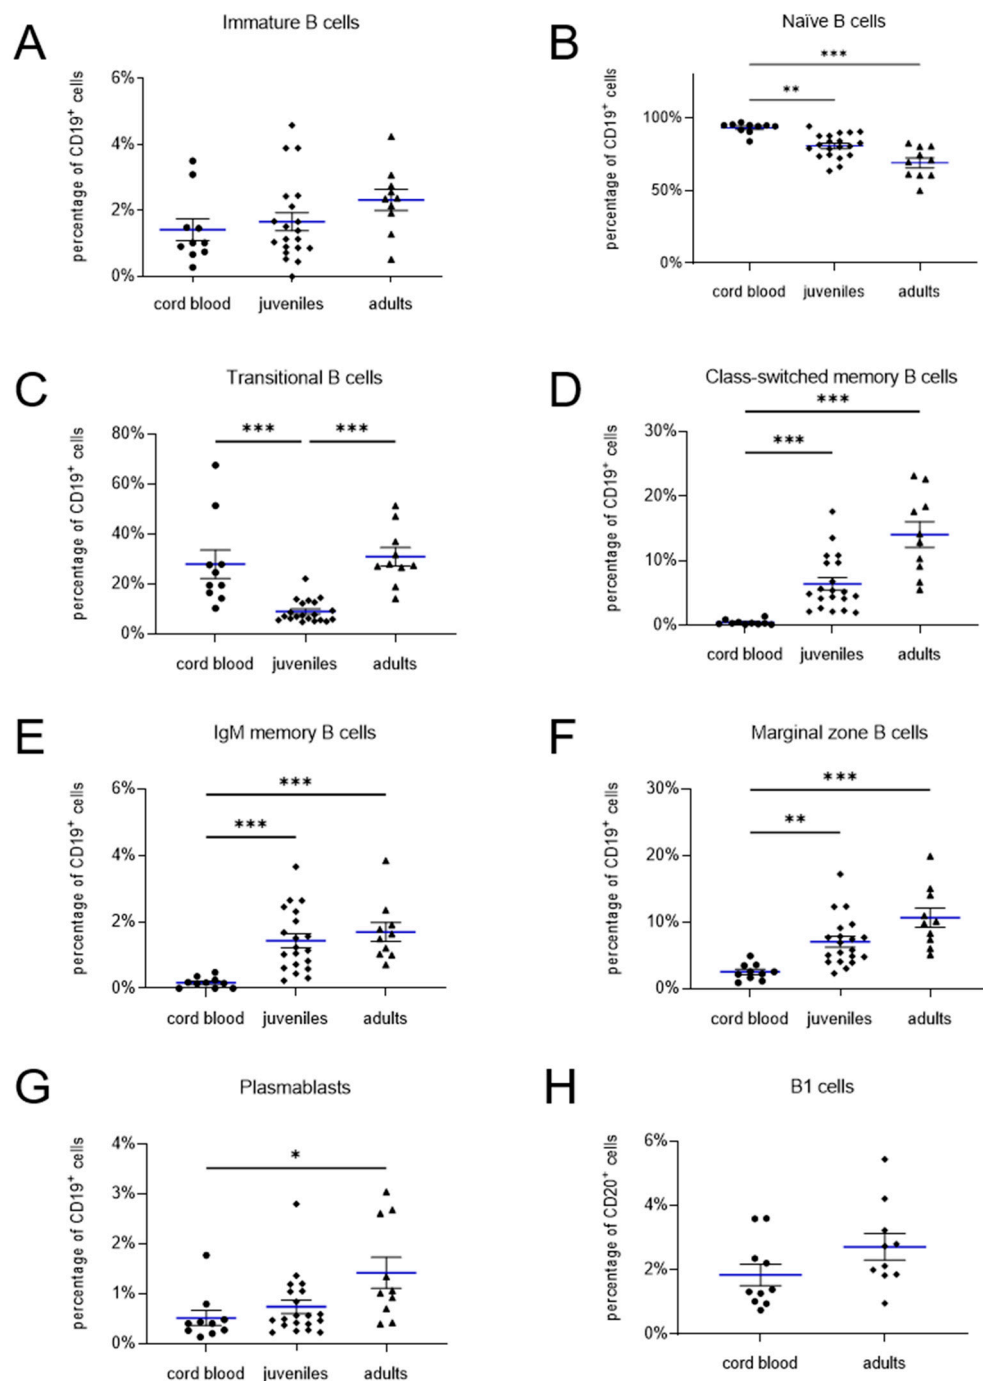 A
Immature B cells
percentage of CD19+ cells
6%
4%
2%
0%
cord blood juveniles adults
B
Naïve B cells
***
**
percentage of CD19+ cells
100%
50%
0%
cord blood juveniles adults
C
Transitional B cells
*** ***
percentage of CD19+ cells
80%
60%
40%
20%
0%
cord blood juveniles adults
D
Class-switched memory B cells
***
***
percentage of CD19+ cells
30%
20%
10%
0%
cord blood juveniles adults
E
IgM memory B cells
***
***
percentage of CD19+ cells
6%
4%
2%
0%
cord blood juveniles adults
F
Marginal zone B cells
***
**
percentage of CD19+ cells
30%
20%
10%
0%
cord blood juveniles adults
G
Plasmablasts
*
percentage of CD19+ cells
4%
3%
2%
1%
0%
cord blood juveniles adults
H
B1 cells
percentage of CD20+ cells
6%
4%
2%
0%
cord blood adults